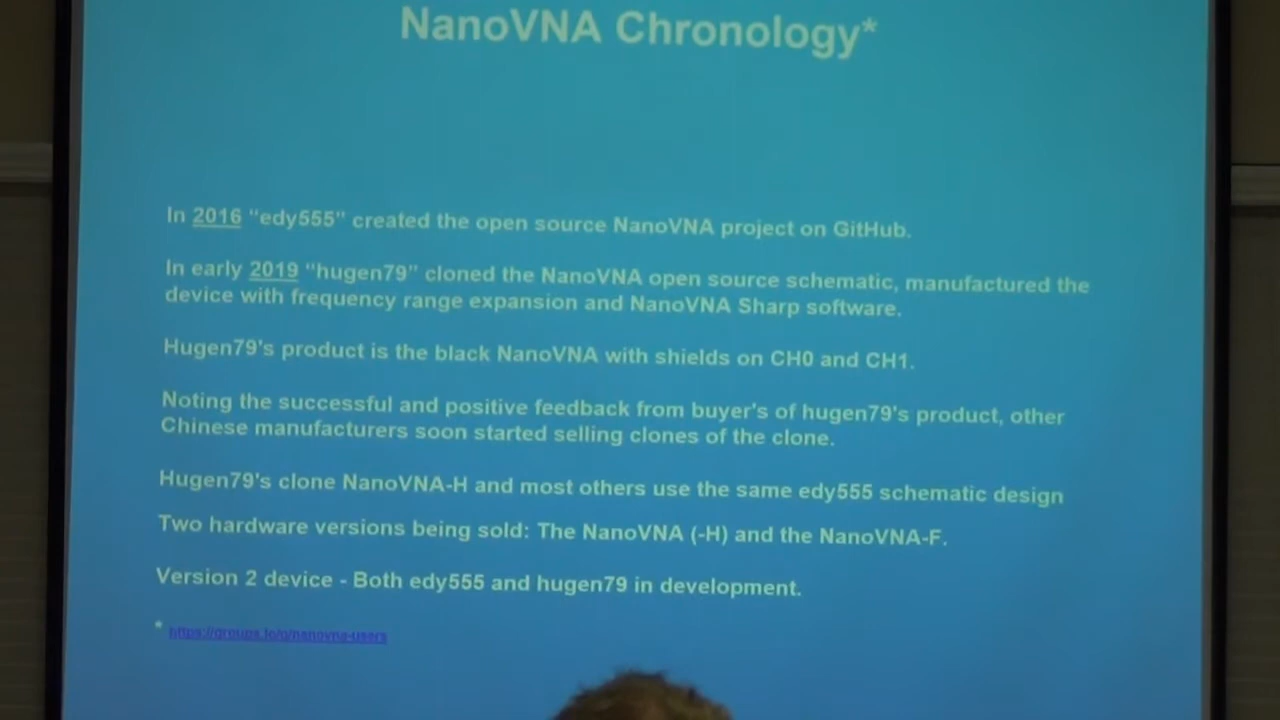 NanoVNA Chronology*
In 2016 "edy555" created the open source NanoVNA project on GitHub.
In early 2019 "hugen79" cloned the NanoVNA open source schematic, manufactured the
device with frequency range expansion and NanoVNA Sharp software.
Hugen79's product is the black NanoVNA with shields on CH0 and CH1.
Noting the successful and positive feedback from buyer's of hugen79's product, other
Chinese manufacturers soon started selling clones of the clone.
Hugen79's clone NanoVNA-H and most others use the same edy555 schematic design
Two hardware versions being sold: The NanoVNA (-H) and the NanoVNA-F.
Version 2 device - Both edy555 and hugen79 in development.
* https://groups.io/g/nanovna-users